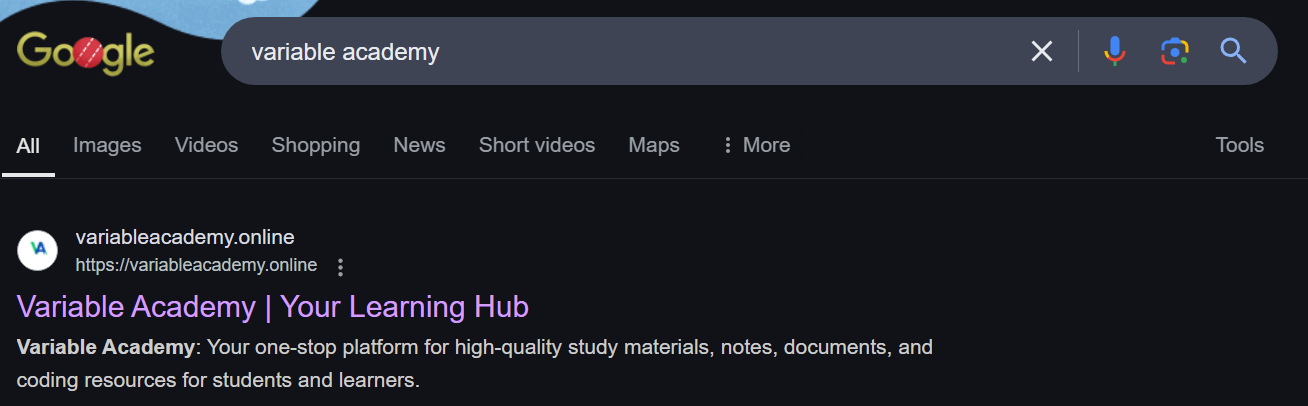 Google
variable academy
All Images Videos Shopping News Short videos Maps More Tools
VA
variableacademy.online
https://variableacademy.online
Variable Academy | Your Learning Hub
Variable Academy: Your one-stop platform for high-quality study materials, notes, documents, and
coding resources for students and learners.